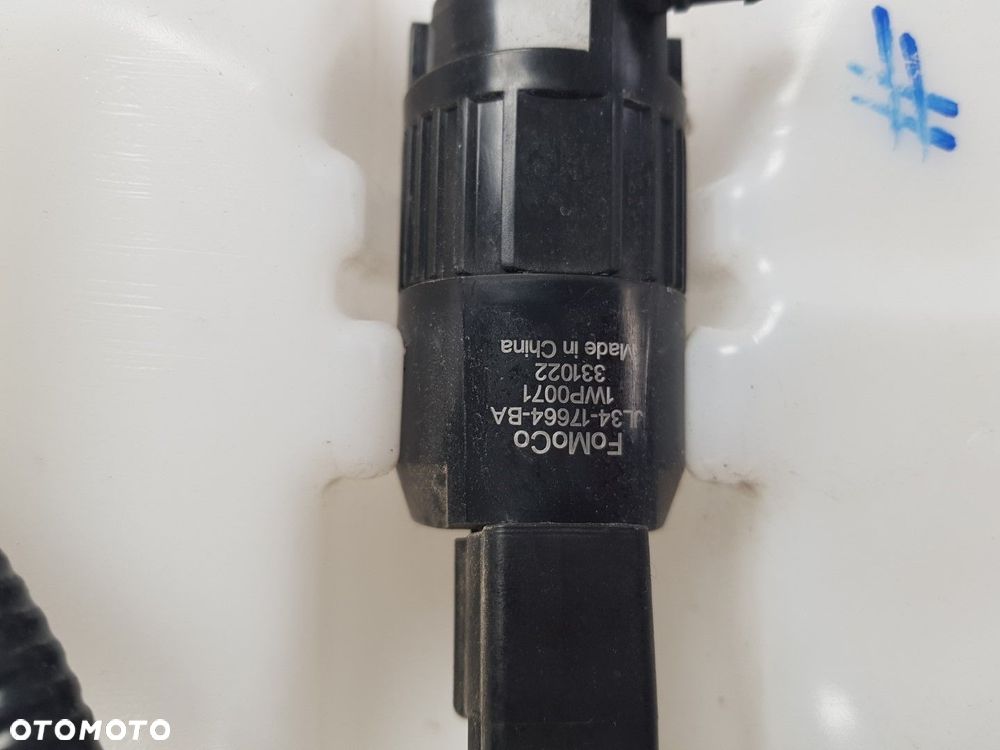 FoMoCo
JL34-17664-BA
1WP0071
331022
Made in China
#
OTOMOTO